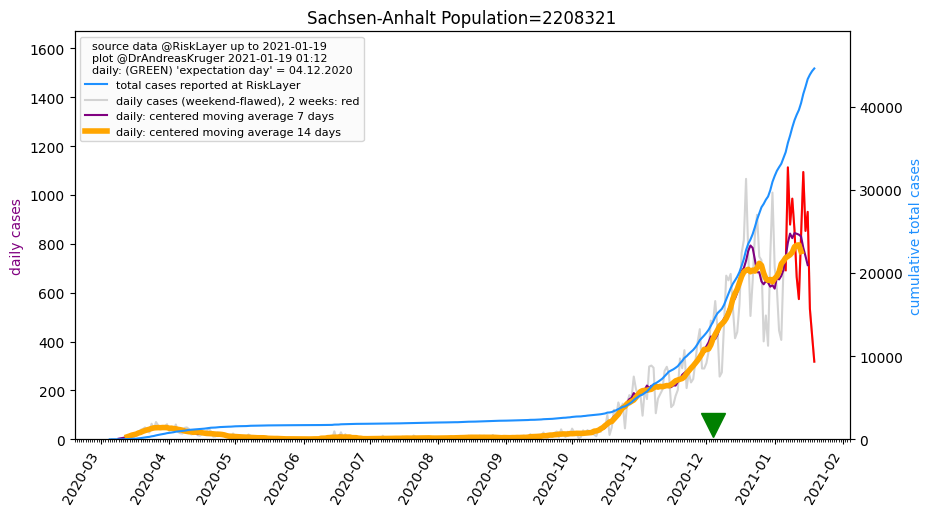 Sachsen-Anhalt Population=2208321
source data @RiskLayer up to 2021-01-19
plot @DrAndreasKruger 2021-01-19 01:12
daily: (GREEN) 'expectation day' = 04.12.2020
total cases reported at RiskLayer
daily cases (weekend-flawed), 2 weeks: red
daily: centered moving average 7 days
daily: centered moving average 14 days
daily cases
1600
1400
1200
1000
800
600
400
200
0
40000
30000
20000
10000
0
cumulative total cases
2020-03
2020-04
2020-05
2020-06
2020-07
2020-08
2020-09
2020-10
2020-11
2020-12
2021-01
2021-02